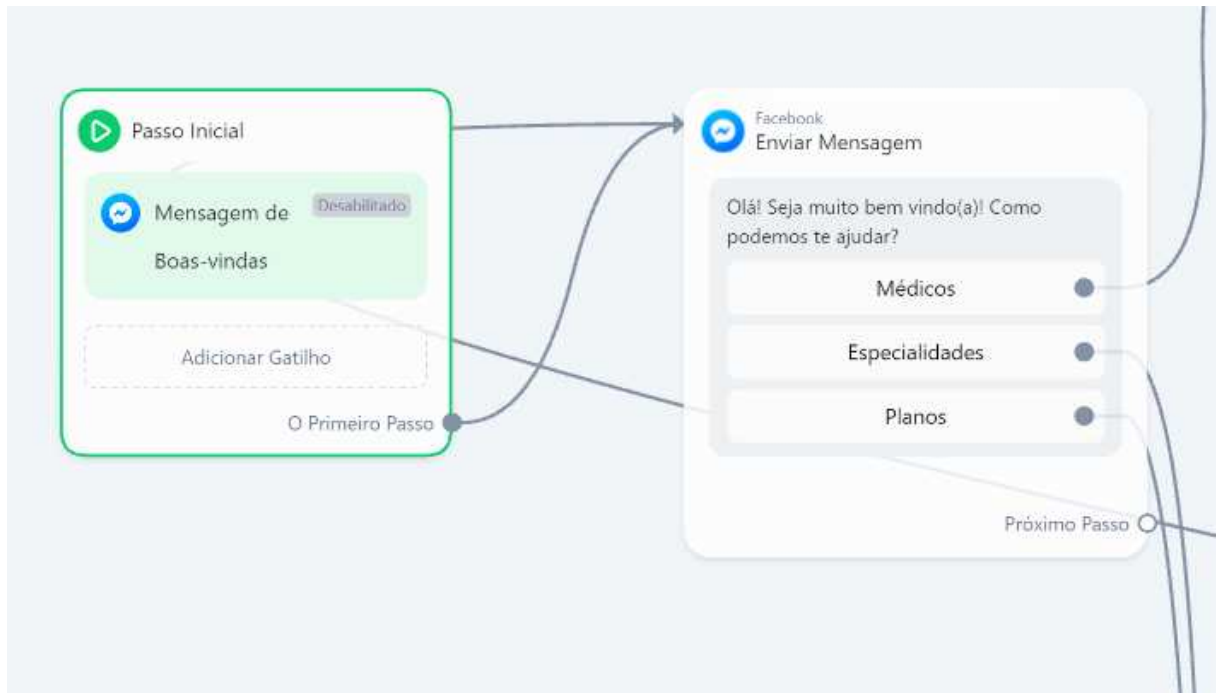 Passo Inicial
Mensagem de
Desabilitado
Boas-vindas
Adicionar Gatilho
O Primeiro Passo
Facebook
Enviar Mensagem
Olá! Seja muito bem vindo(a)! Como
podemos te ajudar?
Médicos
Especialidades
Planos
Próximo Passo